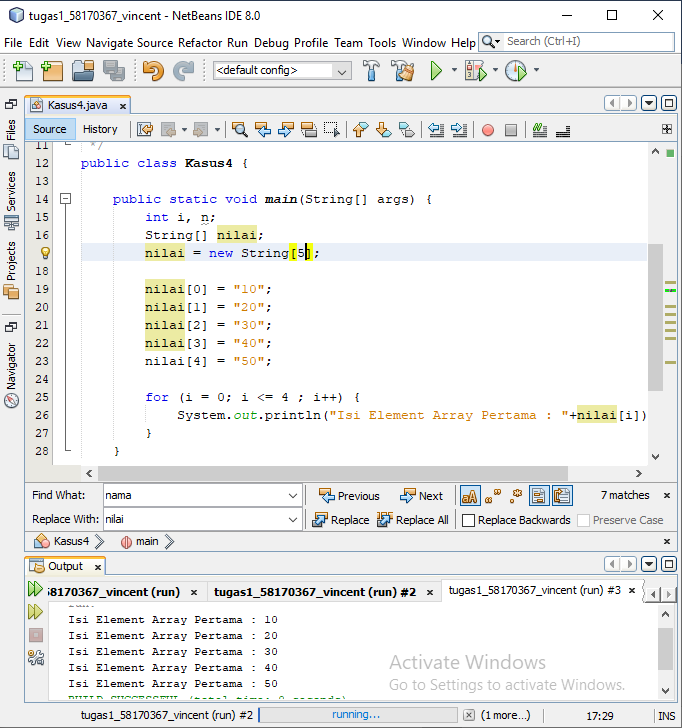 tugas1_58170367_vincent - NetBeans IDE 8.0
File Edit View Navigate Source Refactor Run Debug Profile Team Tools Window Help Search (Ctrl+I)
<default config>
Kasus4.java
Source History
Files
Services
Projects
Navigator
11 */
12 public class Kasus4 {
13
14 public static void main(String[] args) {
15 int i, n;
16 String[] nilai;
nilai = new String[5];
18
19 nilai[0] = "10";
20 nilai[1] = "20";
21 nilai[2] = "30";
22 nilai[3] = "40";
23 nilai[4] = "50";
24
25 for (i = 0; i <= 4 ; i++) {
26 System.out.println("Isi Element Array Pertama : "+nilai[i])
27 }
28 }
Find What: nama Previous Next 7 matches
Replace With: nilai Replace Replace All Replace Backwards Preserve Case
Kasus4 main
Output
58170367_vincent (run) tugas1_58170367_vincent (run) #2 tugas1_58170367_vincent (run) #3
run:
Isi Element Array Pertama : 10
Isi Element Array Pertama : 20
Isi Element Array Pertama : 30
Isi Element Array Pertama : 40
Isi Element Array Pertama : 50
BUILD SUCCESSFUL (total time: 0 seconds)
Activate Windows
Go to Settings to activate Windows.
tugas1_58170367_vincent (run) #2 running... (1 more...) 17:29 INS